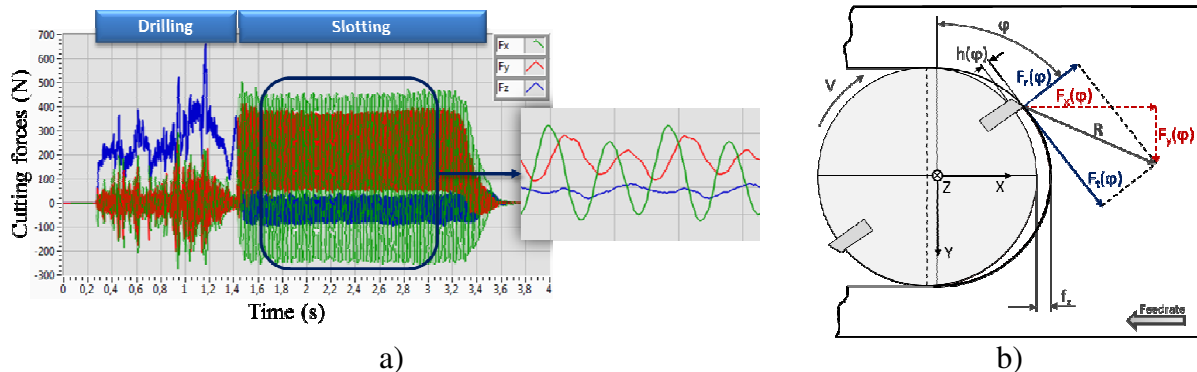 Drilling
Slotting
Cutting forces (N)
700
600
500
400
300
200
100
0
-100
-200
-300
Fx
Fy
Fz
0 0,2 0,4 0,6 0,8 1 1,2 1,4 1,6 1,8 2 2,2 2,4 2,6 2,8 3 3,2 3,4 3,6 3,8 4
Time (s)
a)
φ
h(φ)
V
Fr(φ)
Fx(φ)
R
Fy(φ)
Ft(φ)
Z
X
Y
fz
Feedrate
b)